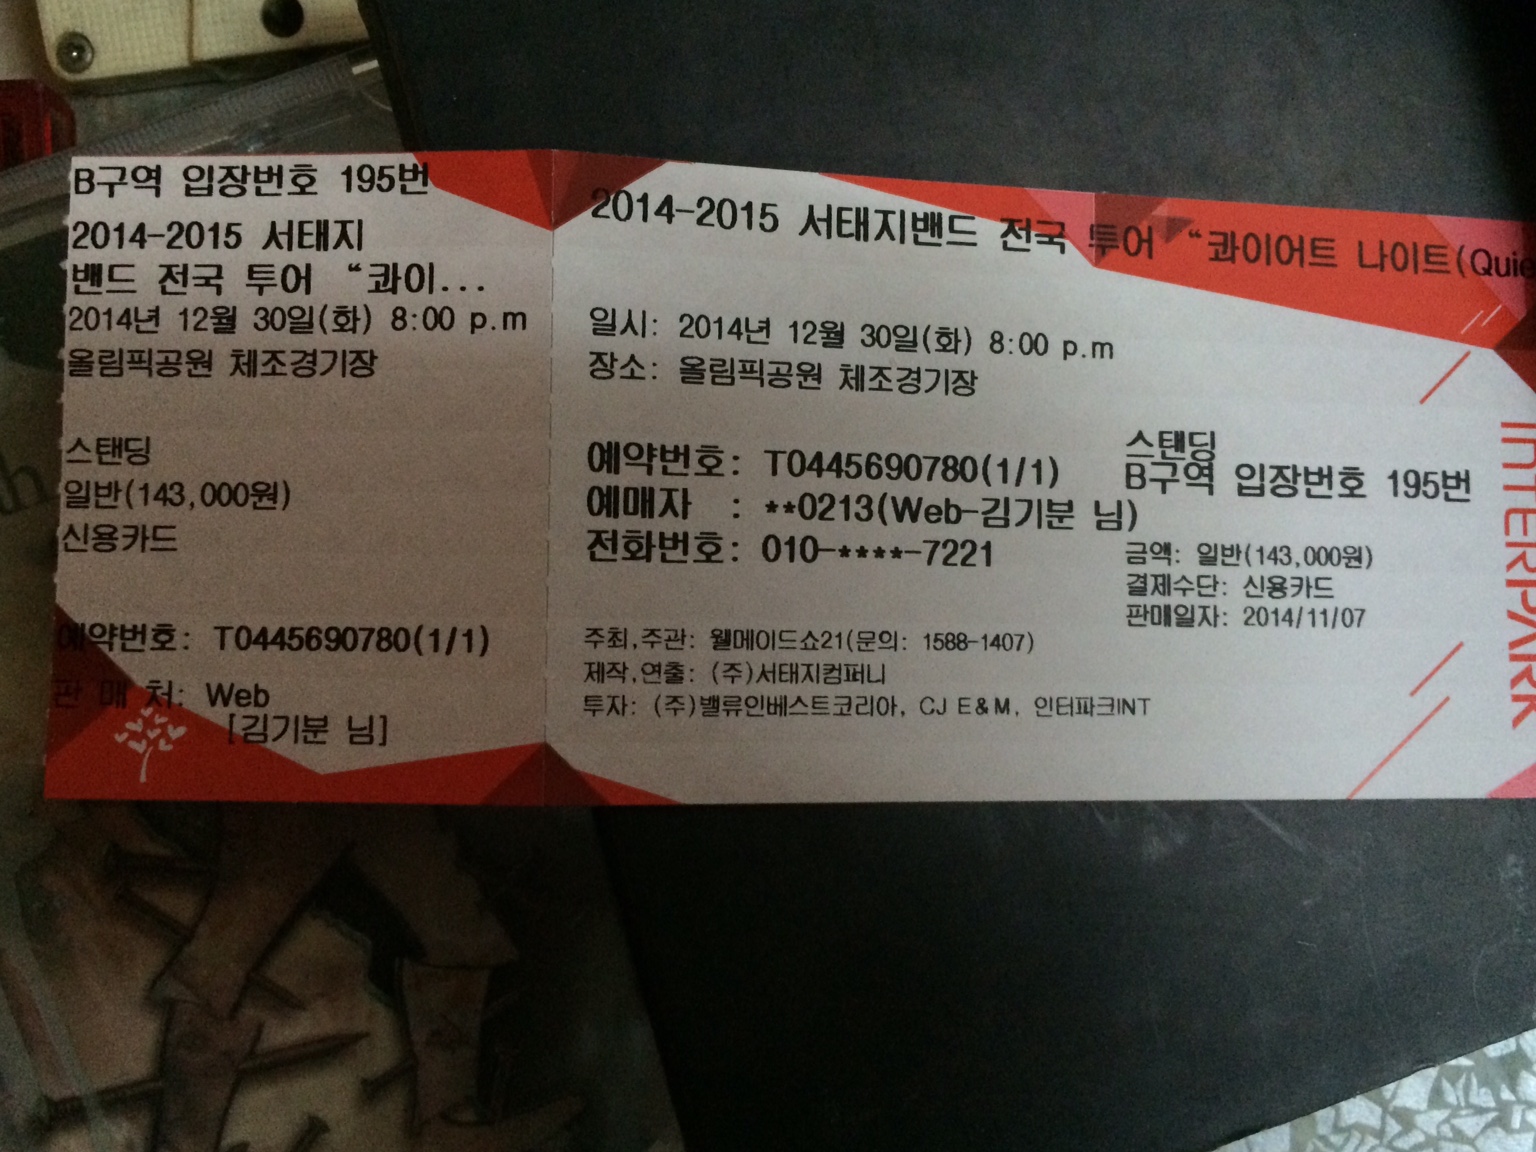 B구역 입장번호 195번
2014-2015 서태지
밴드 전국 투어 “콰이...
2014년 12월 30일(화) 8:00 p.m
올림픽공원 체조경기장
스탠딩
일반(143,000원)
신용카드
예약번호: T0445690780(1/1)
판 매 처: Web
[김기분 님]
2014-2015 서태지밴드 전국 투어 “콰이어트 나이트(Quie
일시: 2014년 12월 30일(화) 8:00 p.m
장소: 올림픽공원 체조경기장
예약번호: T0445690780(1/1)
예매자 : **0213(Web-김기분 님)
전화번호: 010-****-7221
스탠딩
B구역 입장번호 195번
금액: 일반(143,000원)
결제수단: 신용카드
판매일자: 2014/11/07
주최,주관: 웰메이드쇼21(문의: 1588-1407)
제작,연출: (주)서태지컴퍼니
투자: (주)밸류인베스트코리아, CJ E&M, 인터파크INT
INTERPARK